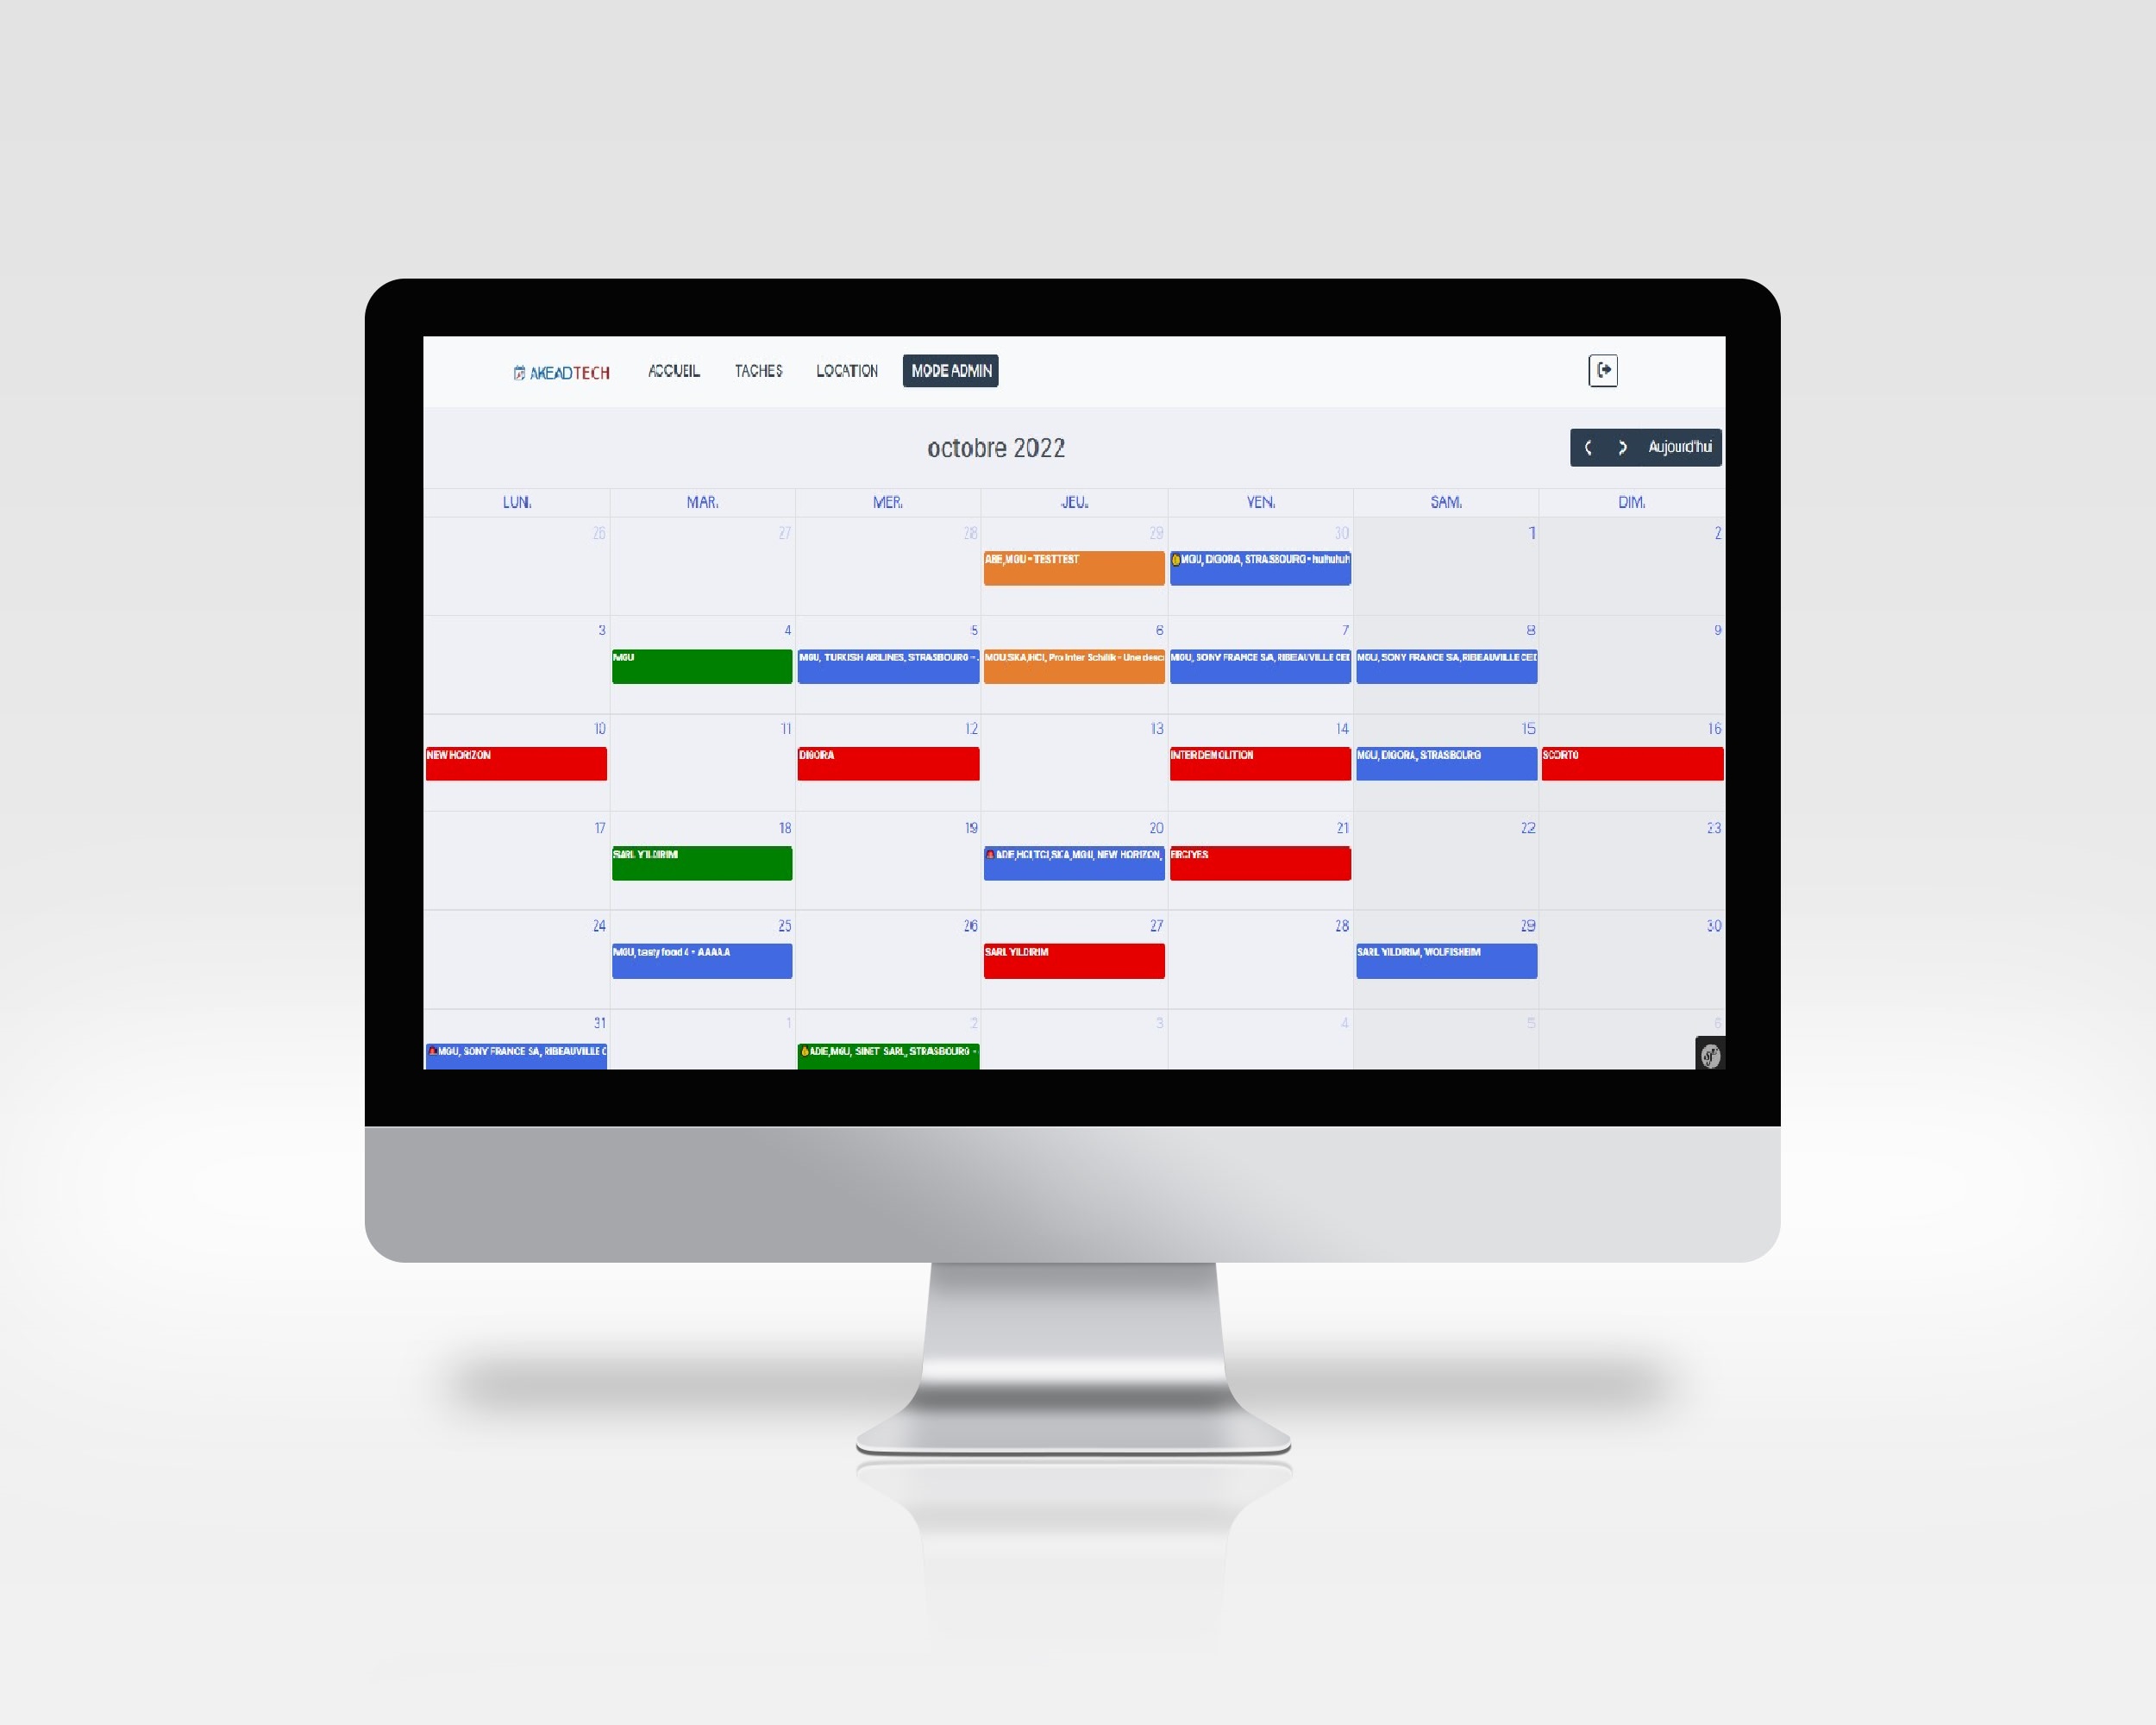 AKEADTECH ACCUEIL TACHES LOCATION MODE ADMIN
octobre 2022
Aujourd'hui
LUN. MAR. MER. JEU. VEN. SAM. DIM.
26 27 28 29 30 1 2
ABE,MGU - TESTTEST
MGU, DIGORA, STRASBOURG - huhuhuh
3 4 5 6 7 8 9
MGU
MGU, TURKISH AIRLINES, STRASBOURG -
MGU,SKA,HCI, Pro Inter Schilik - Une desc
MGU, SONY FRANCE SA, RIBEAUVILLE CED
MGU, SONY FRANCE SA, RIBEAUVILLE CED
10 11 12 13 14 15 16
NEW HORIZON
DIGORA
INTERDEMOLITION
MGU, DIGORA, STRASBOURG
SCORTO
17 18 19 20 21 22 23
SARL YILDIRIM
ADE,HCI,TCI,SKA,MGU, NEW HORIZON,
ERCIYES
24 25 26 27 28 29 30
MGU, tasty food 4 - AAAAA
SARL YILDIRIM
SARL YILDIRIM, WOLFISHEIM
31 1 2 3 4 5 6
MGU, SONY FRANCE SA, RIBEAUVILLE C
ADE,MGU, SINET SARL, STRASBOURG -
sf